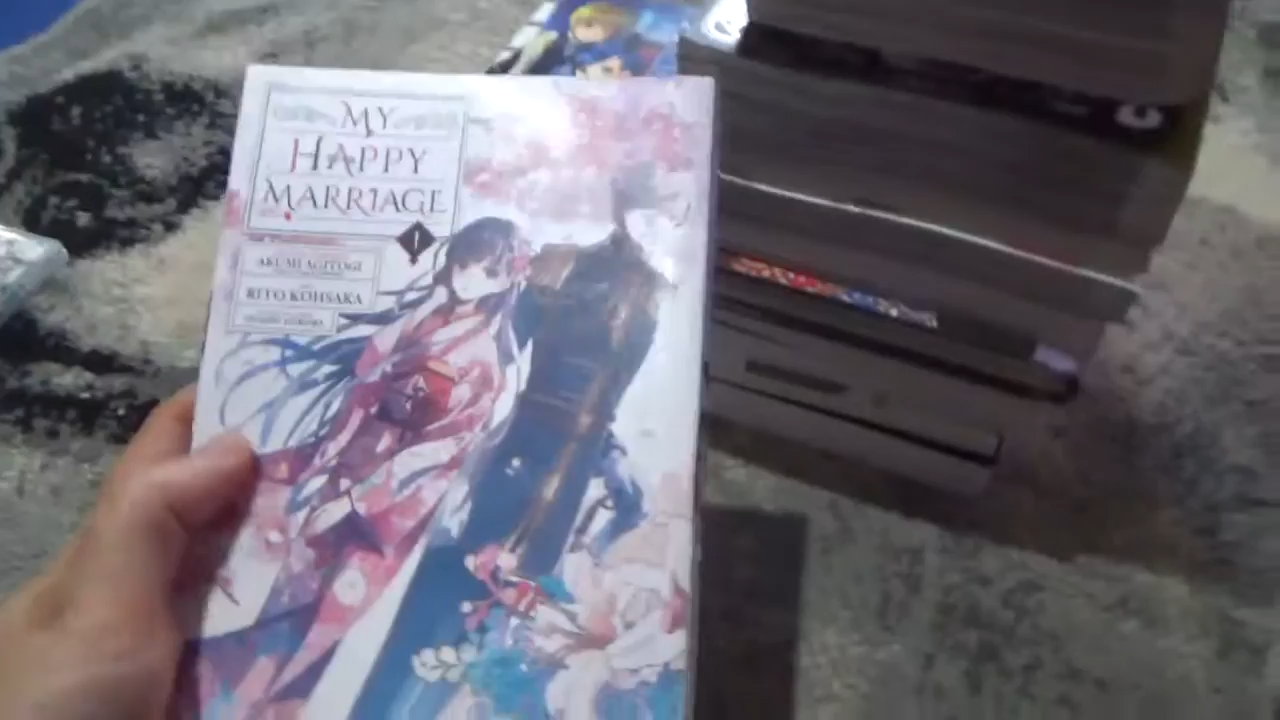 MY
HAPPY
MARRIAGE
1
AKUMI AGITOGI
RITO KOHSAKA